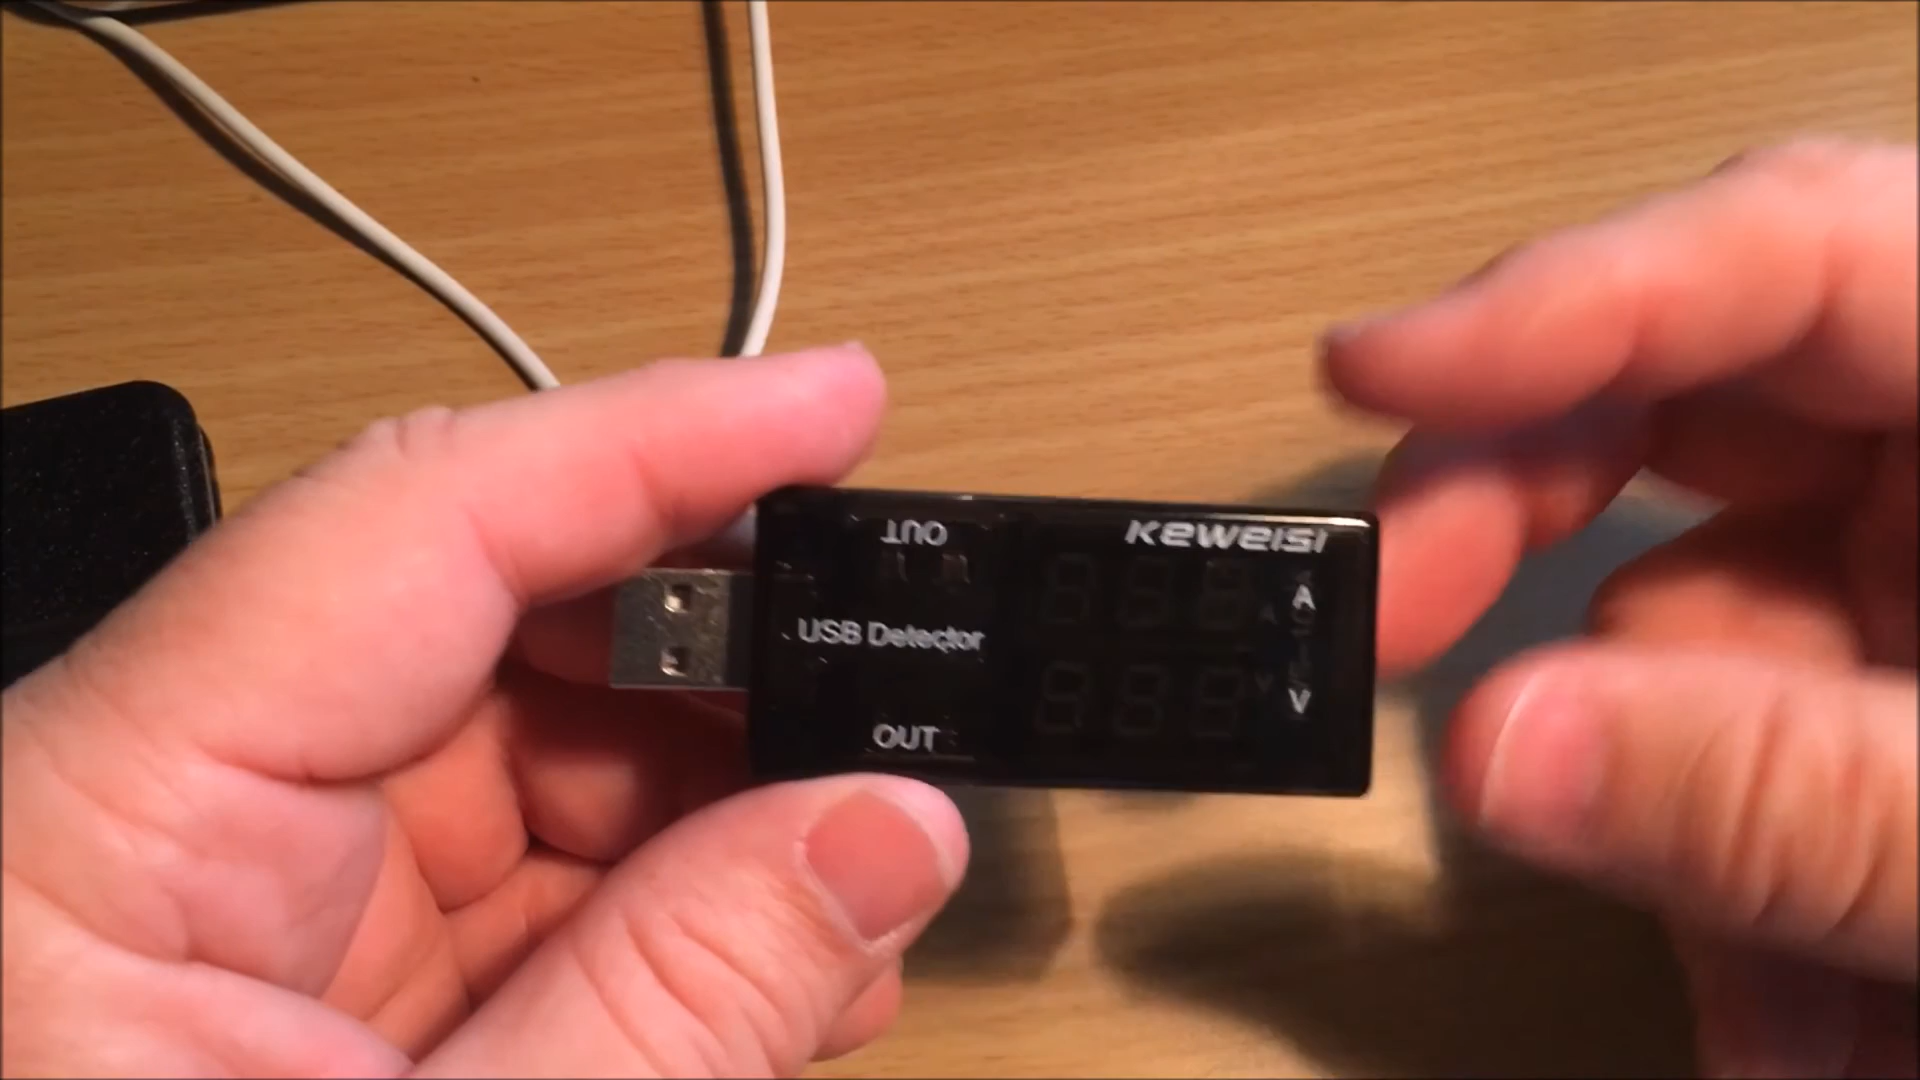 OUT
KEWEISI
A
USB Detector
V
OUT